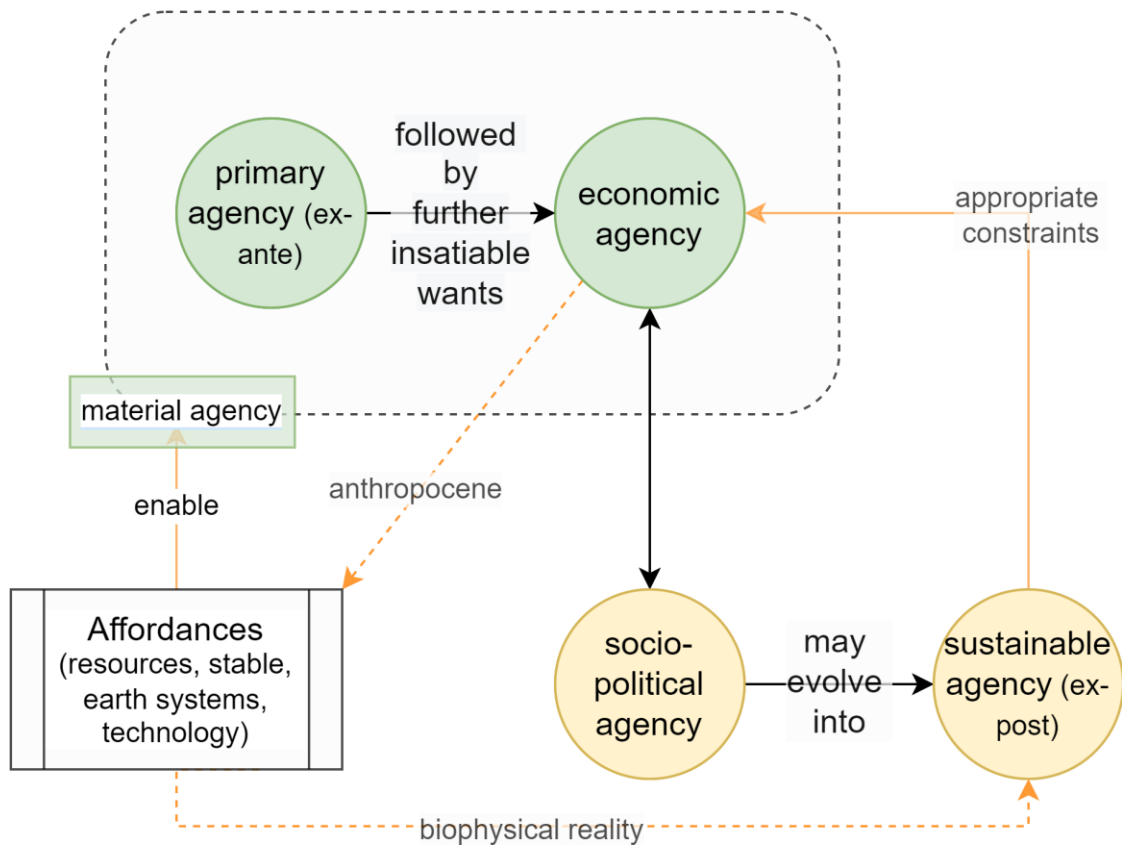 primary
agency (ex-
ante)
followed
by
further
insatiable
wants
economic
agency
appropriate
constraints
material agency
enable
anthropocene
Affordances
(resources, stable,
earth systems,
technology)
socio-
political
agency
may
evolve
into
sustainable
agency (ex-
post)
biophysical reality